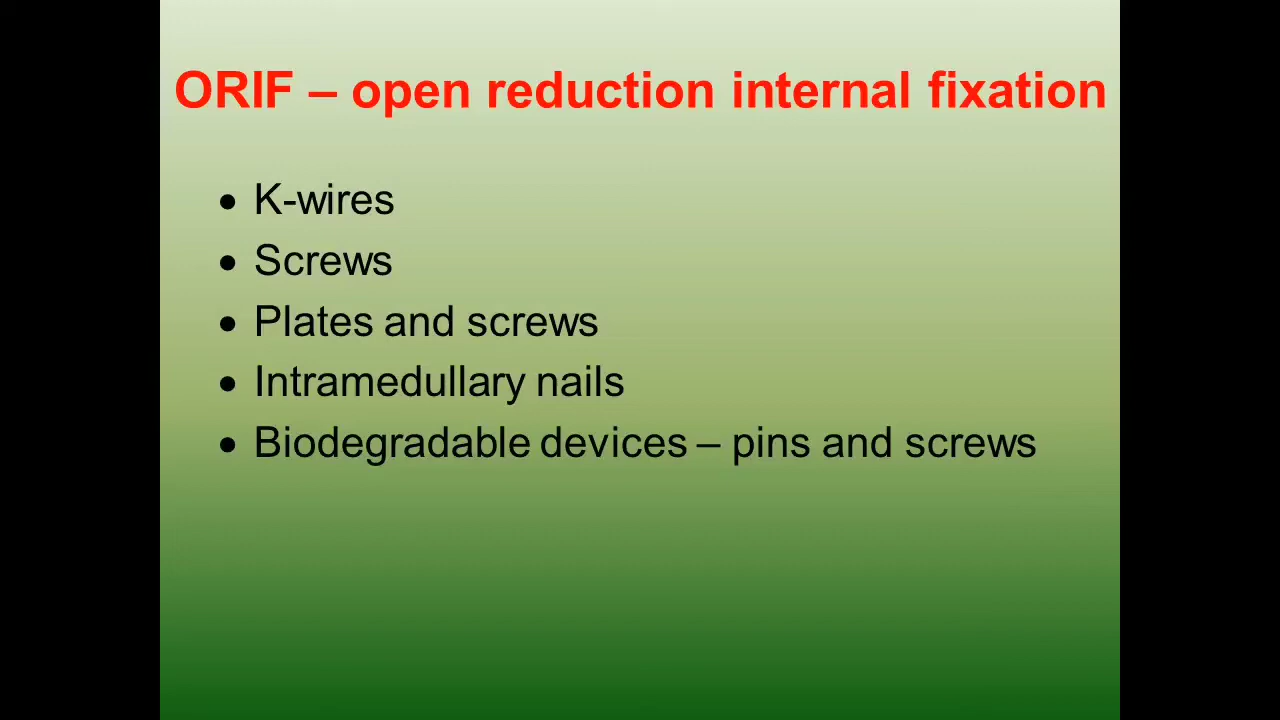 ORIF – open reduction internal fixation
• K-wires
• Screws
• Plates and screws
• Intramedullary nails
• Biodegradable devices – pins and screws